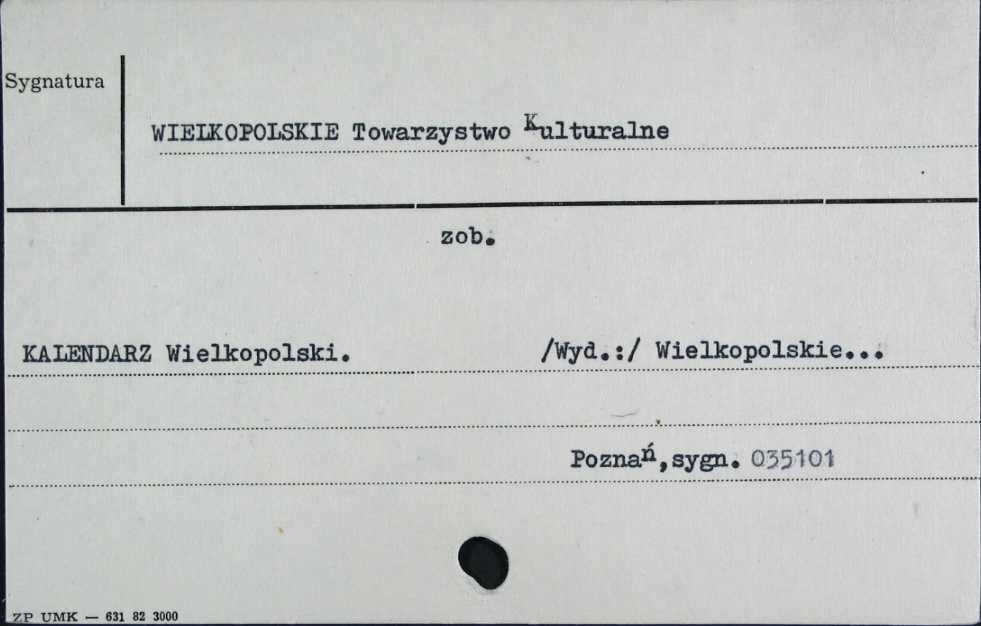 Sygnatura
WIELKOPOLSKIE Towarzystwo Kulturalne
zob.
KALENDARZ Wielkopolski. /Wyd.:/ Wielkopolskie...
Poznań,sygn. 035101
ZP UMK — 631 82 3000